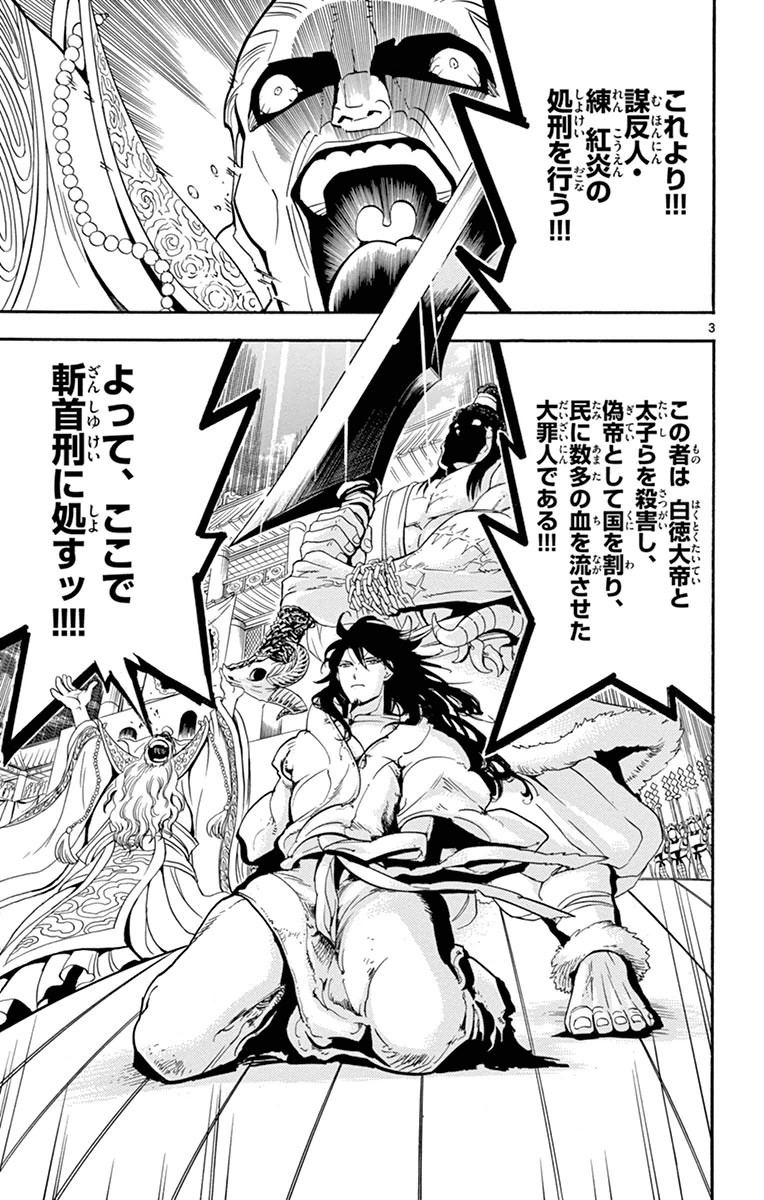 これより!!!
謀反人・
練 紅炎の
処刑を行う!!!
3
この者は 白徳大帝と
太子らを殺害し、
偽帝として国を割り、
民に数多の血を流させた
大罪人である!!!
よって、ここで
斬首刑に処すッ!!!!